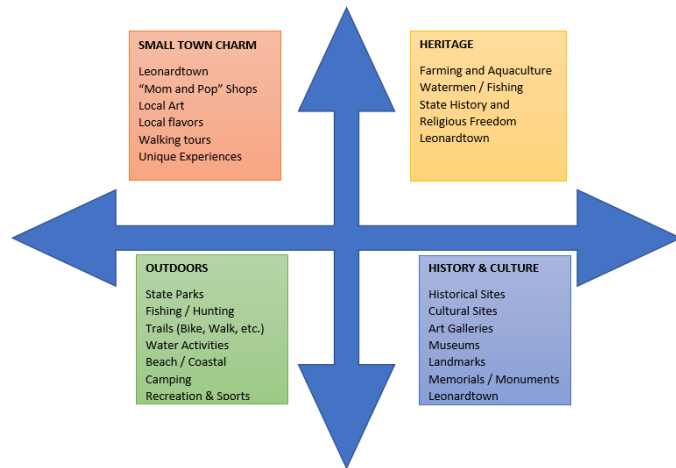 SMALL TOWN CHARM
Leonardtown
“Mom and Pop” Shops
Local Art
Local flavors
Walking tours
Unique Experiences
HERITAGE
Farming and Aquaculture
Watermen / Fishing
State History and
Religious Freedom
Leonardtown
OUTDOORS
State Parks
Fishing / Hunting
Trails (Bike, Walk, etc.)
Water Activities
Beach / Coastal
Camping
Recreation & Sports
HISTORY & CULTURE
Historical Sites
Cultural Sites
Art Galleries
Museums
Landmarks
Memorials / Monuments
Leonardtown